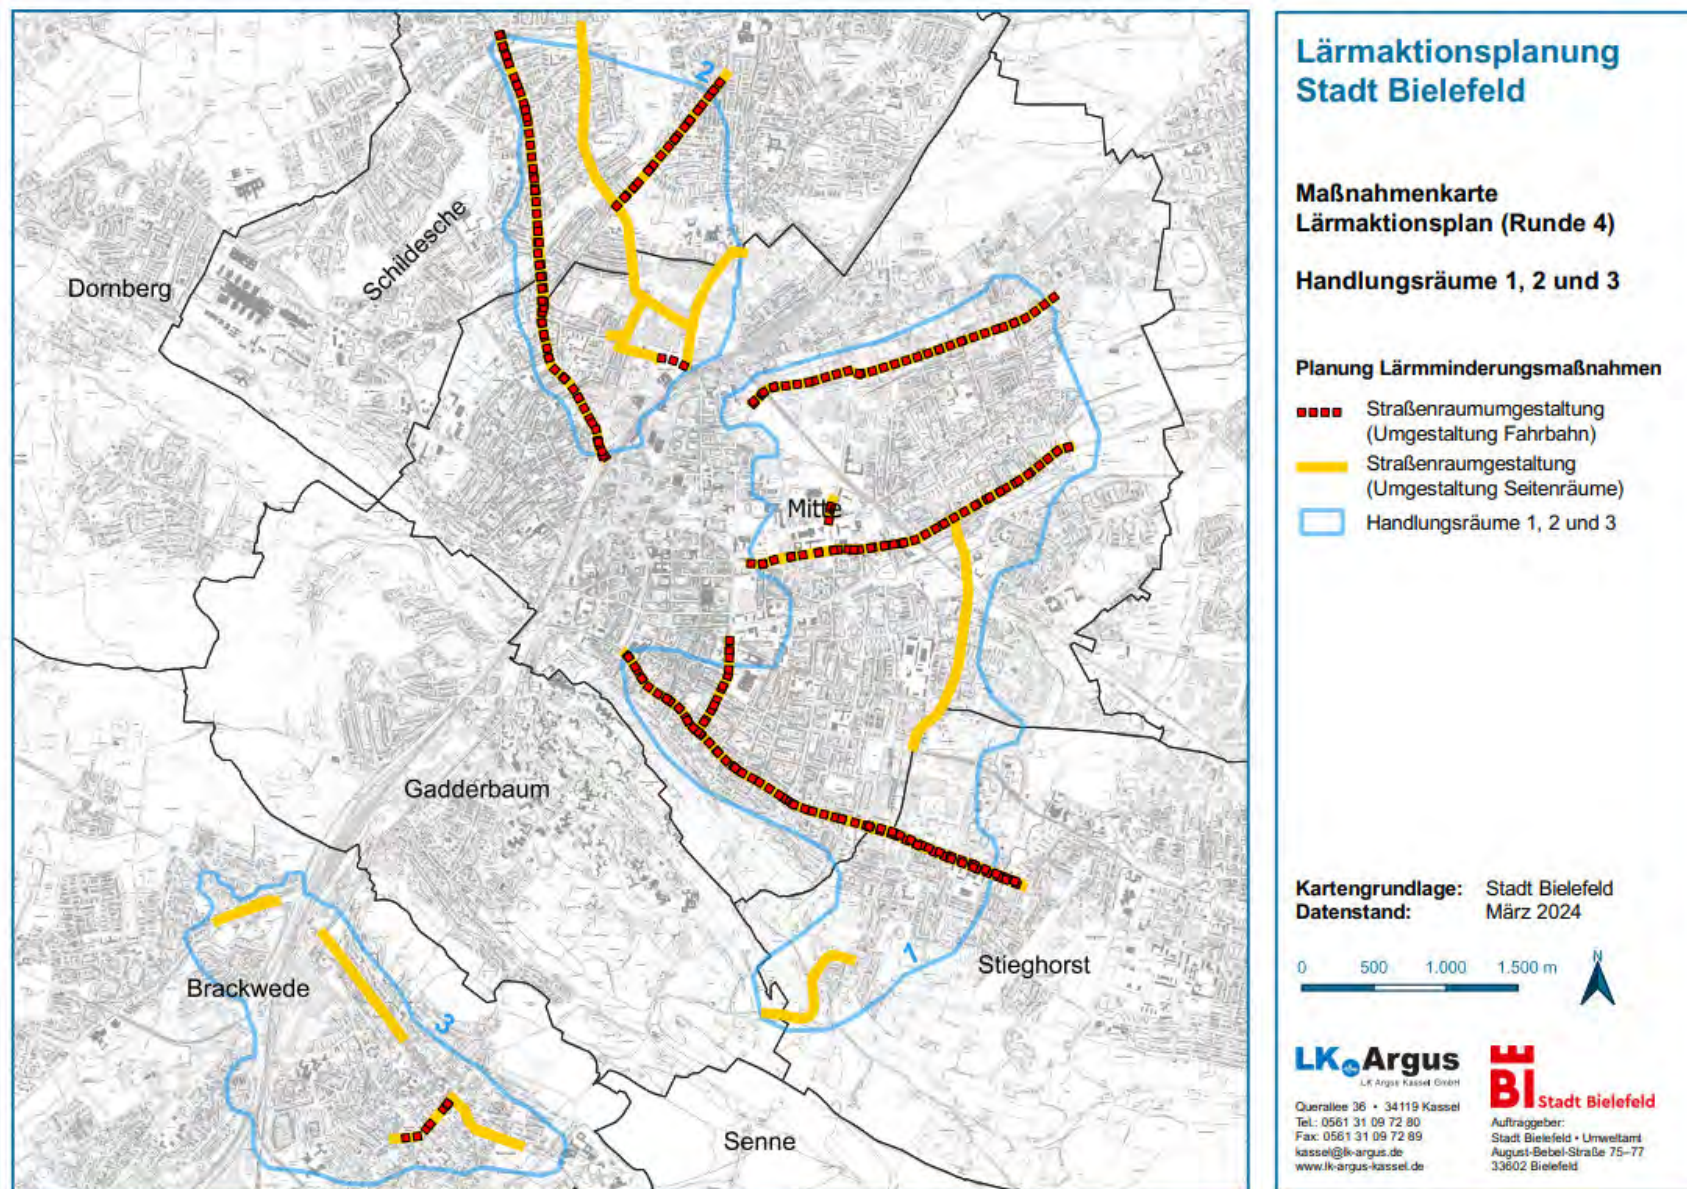 2
Schildesche
Dornberg
Mitte
Gadderbaum
Brackwede
3
1
Stieghorst
Senne
Lärmaktionsplanung
Stadt Bielefeld
Maßnahmenkarte
Lärmaktionsplan (Runde 4)
Handlungsräume 1, 2 und 3
Planung Lärmminderungsmaßnahmen
Straßenraumumgestaltung
(Umgestaltung Fahrbahn)
Straßenraumgestaltung
(Umgestaltung Seitenräume)
Handlungsräume 1, 2 und 3
Kartengrundlage: Stadt Bielefeld
Datenstand: März 2024
0 500 1.000 1.500 m
N
LK Argus
LK Argus Kassel GmbH
Querallee 36 • 34119 Kassel
Tel.: 0561 31 09 72 80
Fax: 0561 31 09 72 89
kassel@lk-argus.de
www.lk-argus-kassel.de
BI Stadt Bielefeld
Auftraggeber:
Stadt Bielefeld • Umweltamt
August-Bebel-Straße 75–77
33602 Bielefeld